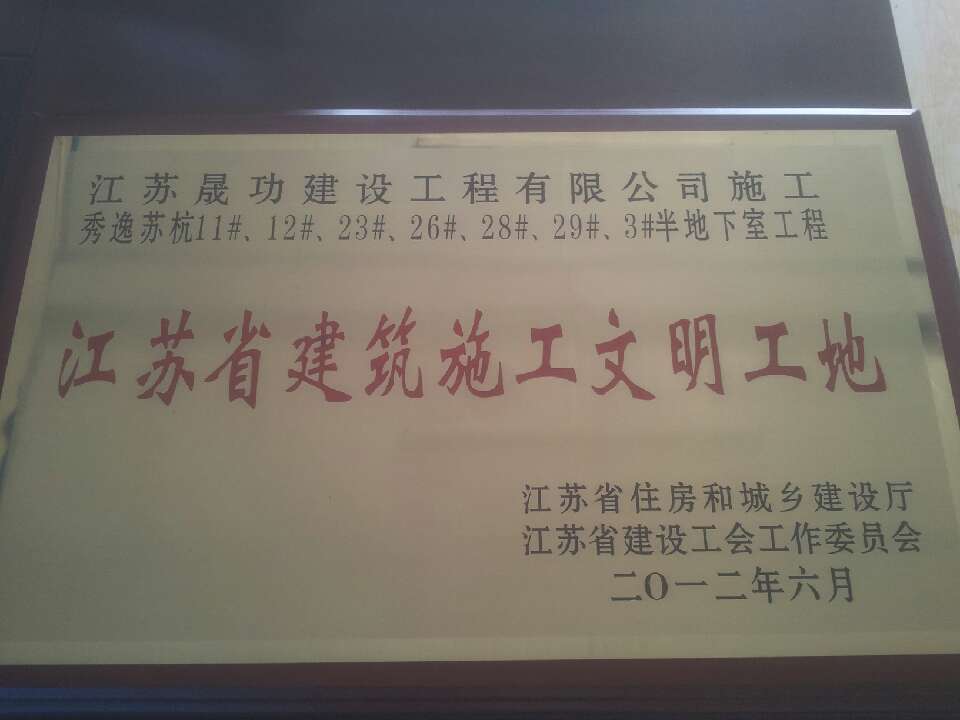 江苏晟功建设工程有限公司施工
秀逸苏杭11#、12#、23#、26#、28#、29#、3#半地下室工程
江苏省建筑施工文明工地
江苏省住房和城乡建设厅
江苏省建设工会工作委员会
二O一二年六月